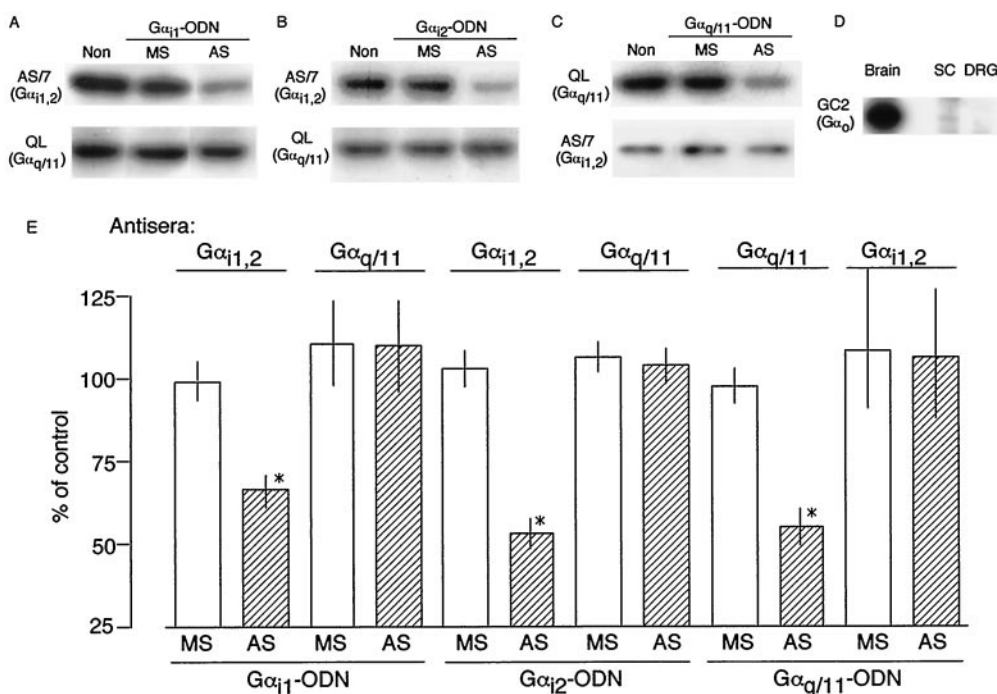 A
Gαi1-ODN
Non MS AS
AS/7
(Gαi1,2)
QL
(Gαq/11)
B
Gαi2-ODN
Non MS AS
AS/7
(Gαi1,2)
QL
(Gαq/11)
C
Gαq/11-ODN
Non MS AS
QL
(Gαq/11)
AS/7
(Gαi1,2)
D
Brain SC DRG
GC2
(Gαo)
E
Antisera:
Gαi1,2 Gαq/11 Gαi1,2 Gαq/11 Gαq/11 Gαi1,2
% of control
125
100
75
50
25
* * *
MS AS MS AS MS AS MS AS MS AS MS AS
Gαi1-ODN Gαi2-ODN Gαq/11-ODN